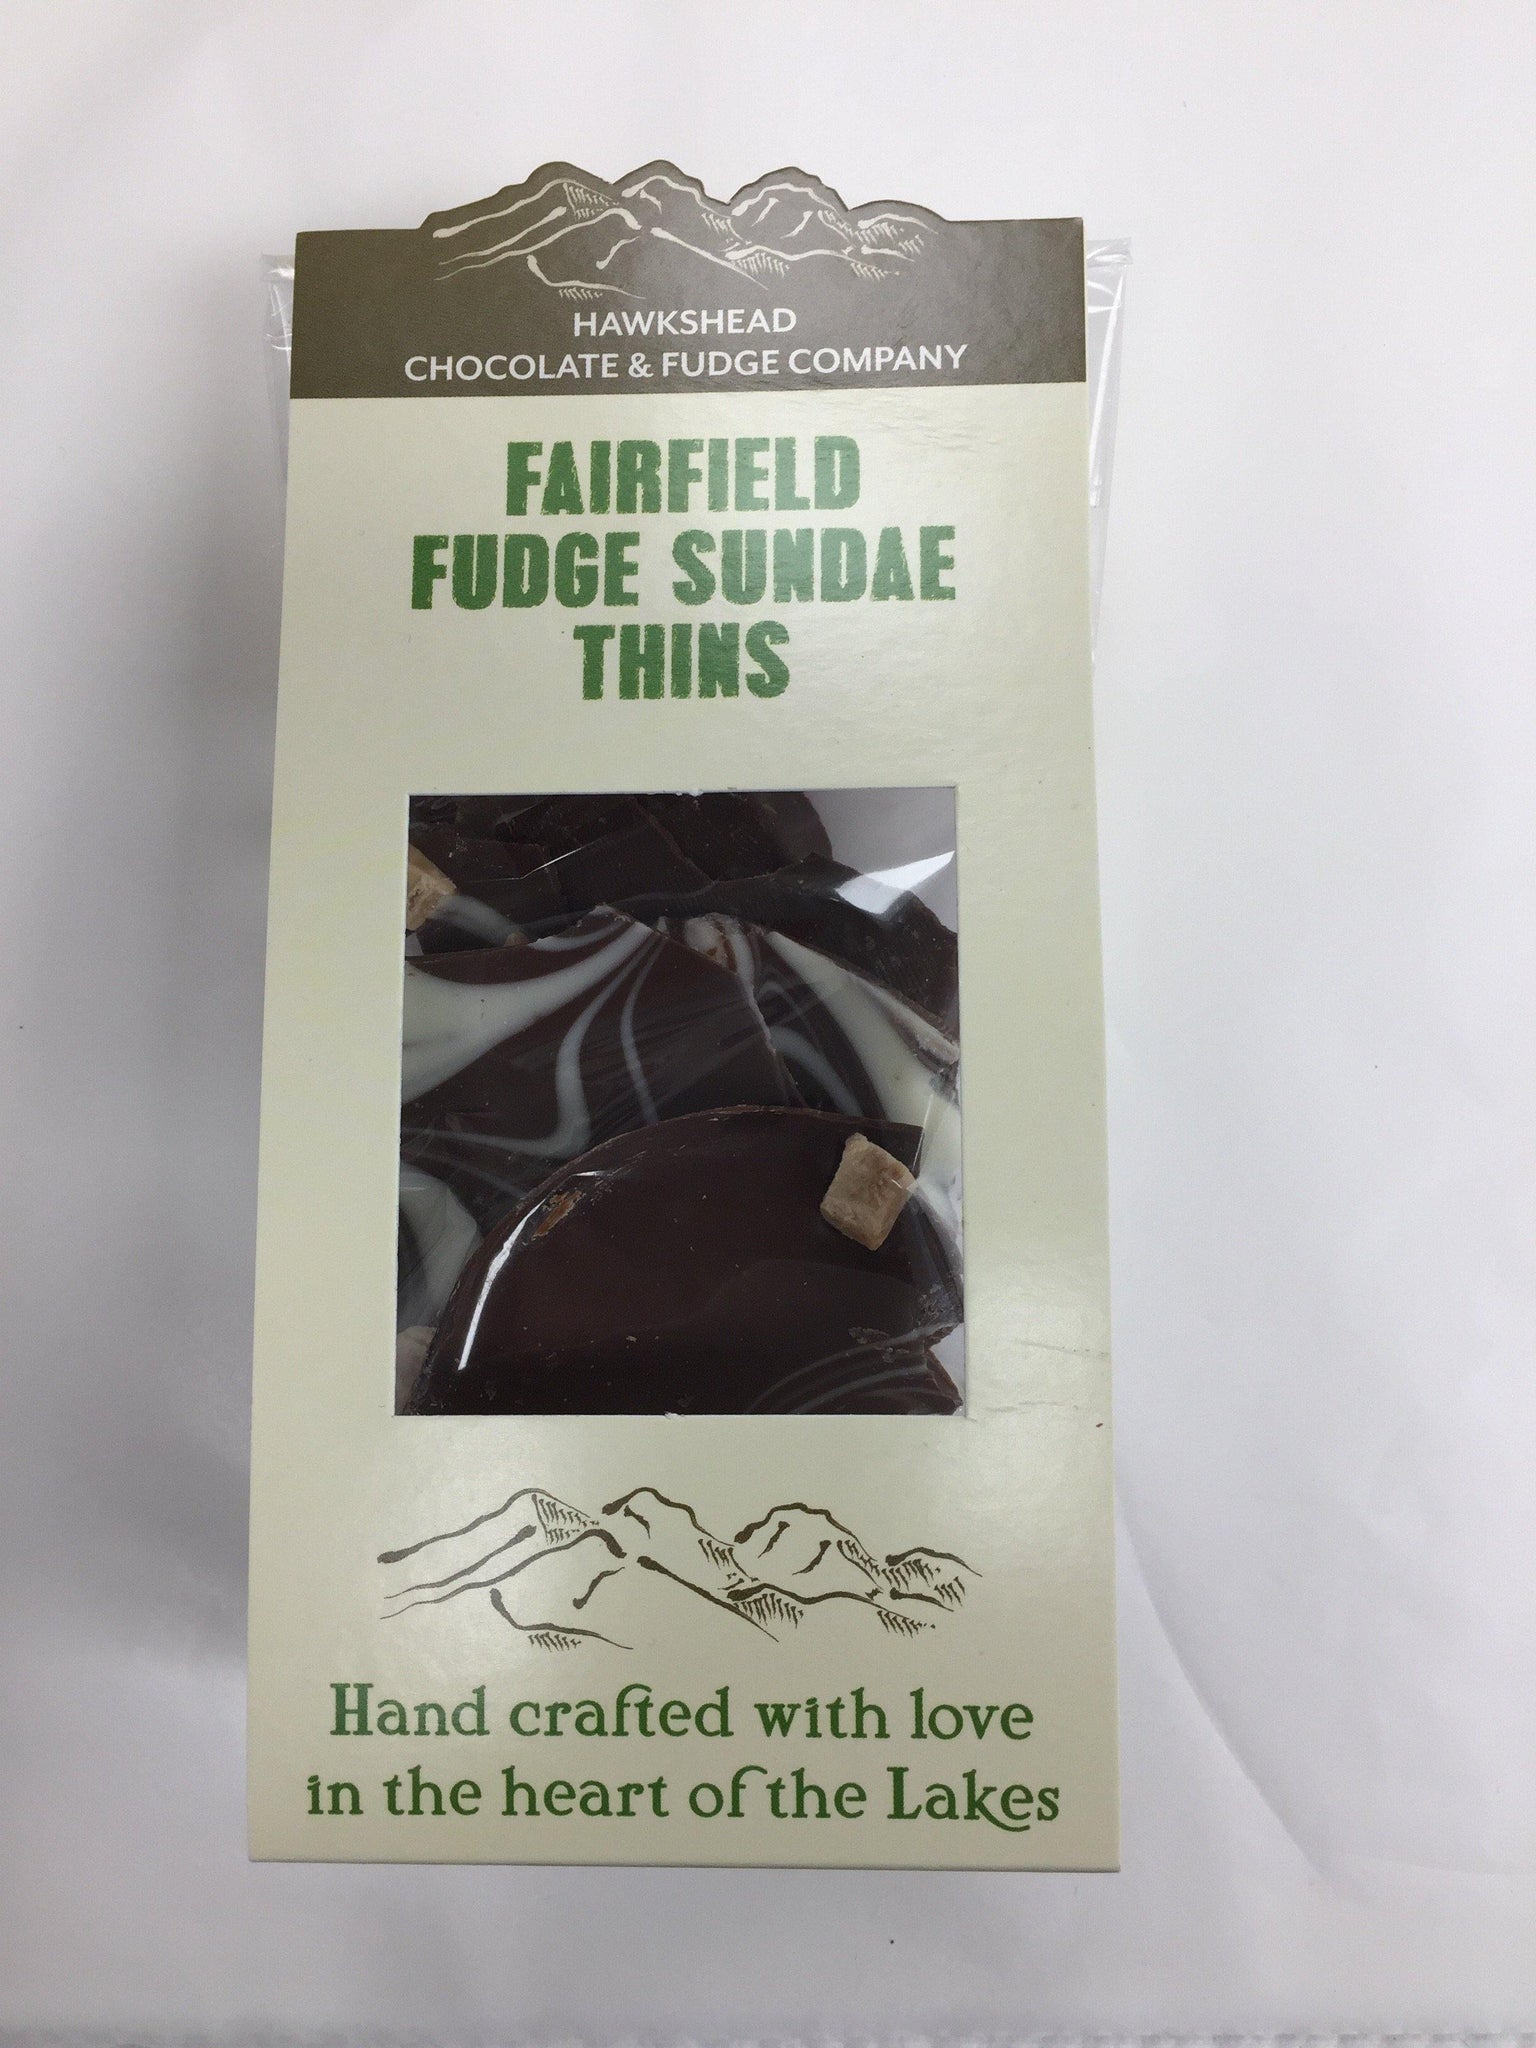 HAWKSHEAD
CHOCOLATE & FUDGE COMPANY
FAIRFIELD
FUDGE SUNDAE
THINS
Hand crafted with love
in the heart of the Lakes